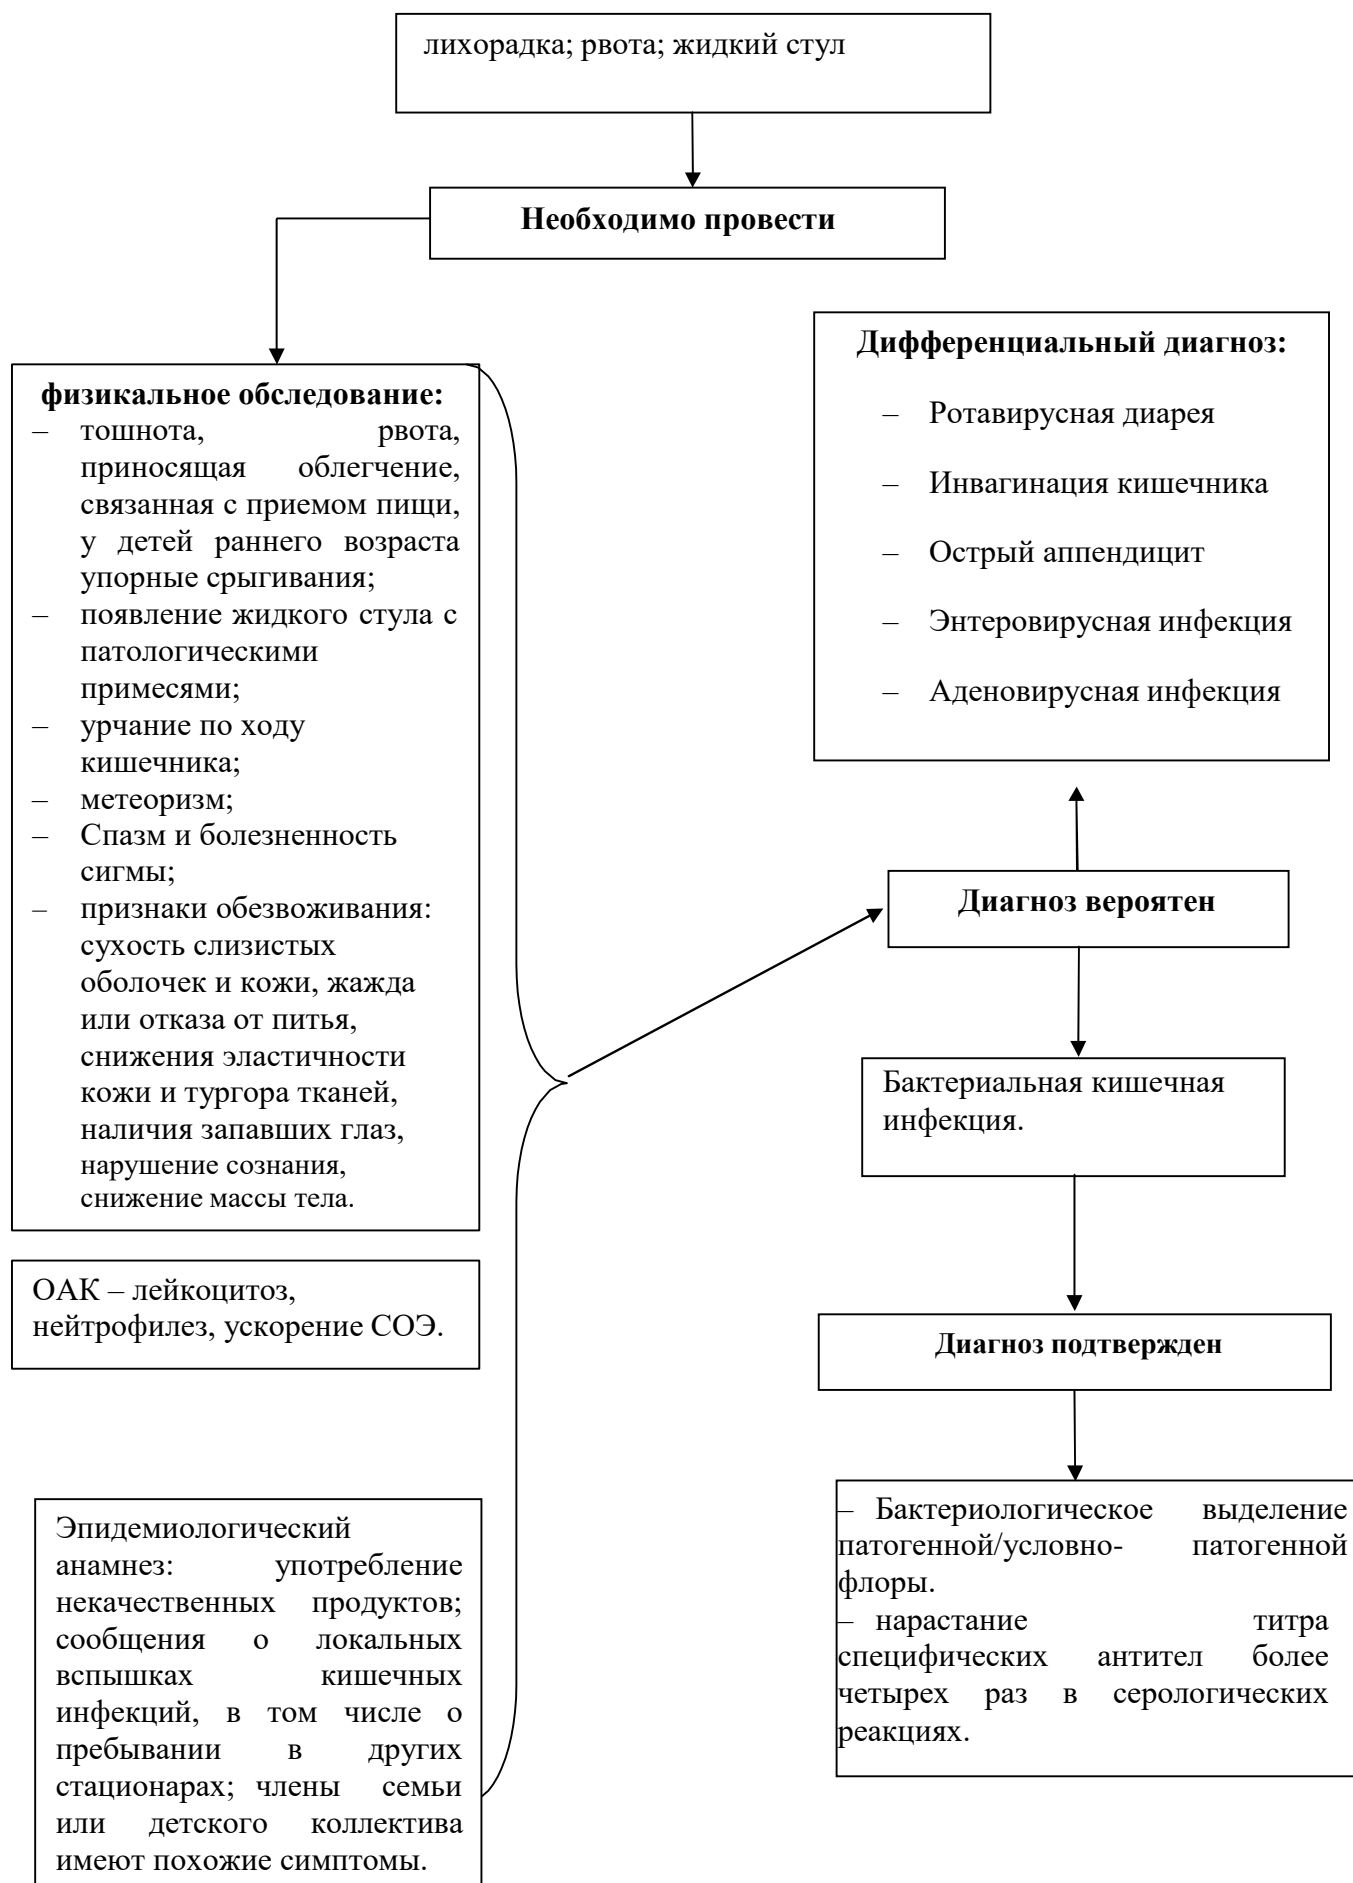 лихорадка; рвота; жидкий стул
Необходимо провести
физикальное обследование:
– тошнота, рвота,
приносящая облегчение,
связанная с приемом пищи,
у детей раннего возраста
упорные срыгивания;
– появление жидкого стула с
патологическими
примесями;
– урчание по ходу
кишечника;
– метеоризм;
– Спазм и болезненность
сигмы;
– признаки обезвоживания:
сухость слизистых
оболочек и кожи, жажда
или отказа от питья,
снижения эластичности
кожи и тургора тканей,
наличия запавших глаз,
нарушение сознания,
снижение массы тела.
ОАК – лейкоцитоз,
нейтрофилез, ускорение СОЭ.
Эпидемиологический
анамнез: употребление
некачественных продуктов;
сообщения о локальных
вспышках кишечных
инфекций, в том числе о
пребывании в других
стационарах; члены семьи
или детского коллектива
имеют похожие симптомы.
Дифференциальный диагноз:
– Ротавирусная диарея
– Инвагинация кишечника
– Острый аппендицит
– Энтеровирусная инфекция
– Аденовирусная инфекция
Диагноз вероятен
Бактериальная кишечная
инфекция.
Диагноз подтвержден
– Бактериологическое выделение
патогенной/условно- патогенной
флоры.
– нарастание титра
специфических антител более
четырех раз в серологических
реакциях.